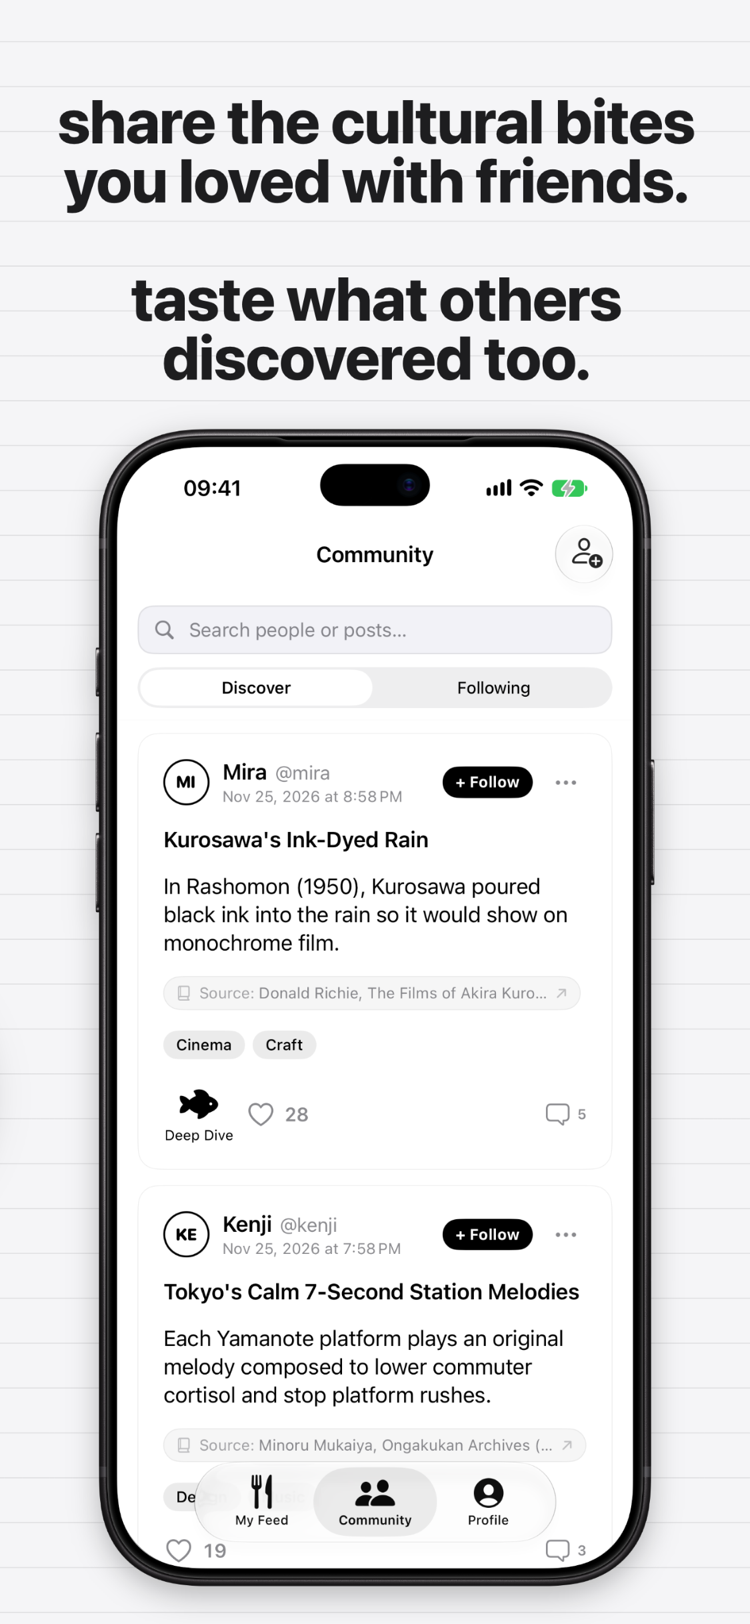 share the cultural bites
you loved with friends.
taste what others
discovered too.
09:41
Community
Search people or posts...
Discover
Following
MI
Mira @mira
Nov 25, 2026 at 8:58 PM
+ Follow
Kurosawa's Ink-Dyed Rain
In Rashomon (1950), Kurosawa poured
black ink into the rain so it would show on
monochrome film.
Source: Donald Richie, The Films of Akira Kuro...
Cinema
Craft
Deep Dive
28
5
KE
Kenji @kenji
Nov 25, 2026 at 7:58 PM
+ Follow
Tokyo's Calm 7-Second Station Melodies
Each Yamanote platform plays an original
melody composed to lower commuter
cortisol and stop platform rushes.
Source: Minoru Mukaiya, Ongakukan Archives (...
My Feed
Community
Profile
19
3